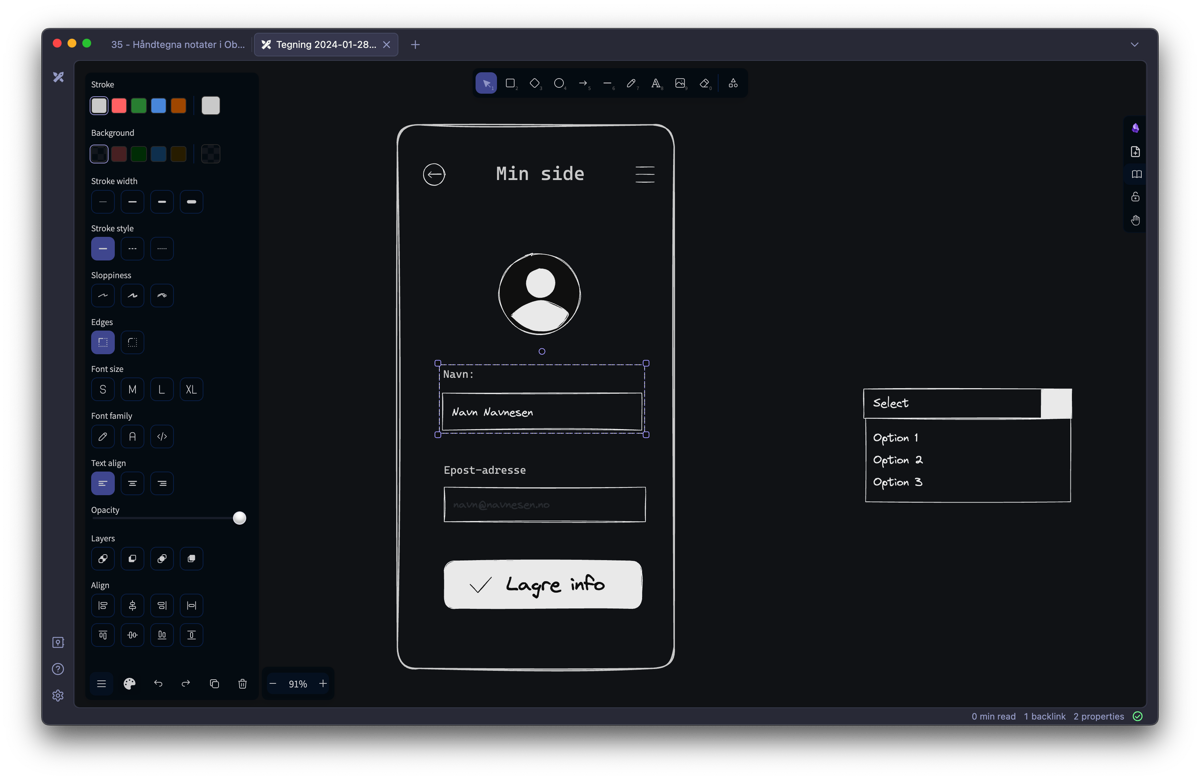 35 - Håndtegna notater i Ob...
Tegning 2024-01-28...
Stroke
Background
Stroke width
Stroke style
Sloppiness
Edges
Font size
S M L XL
Font family
A </>
Text align
Opacity
Layers
Align
91%
Min side
Navn:
Navn Navnesen
Epost-adresse
navn@navnesen.no
Lagre info
Select
Option 1
Option 2
Option 3
0 min read 1 backlink 2 properties